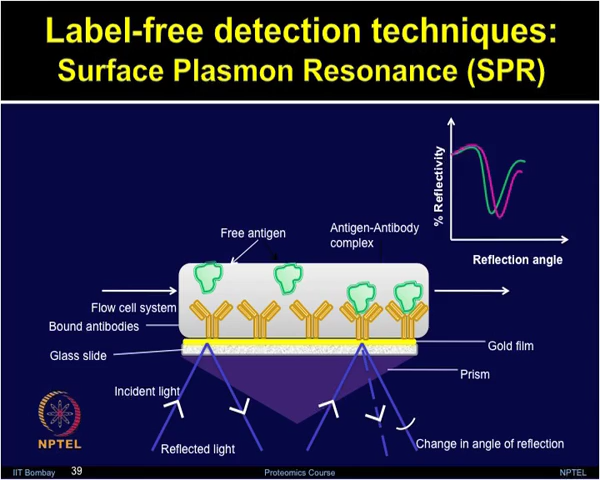 Label-free detection techniques:
Surface Plasmon Resonance (SPR)
% Reflectivity
Reflection angle
Free antigen
Antigen-Antibody
complex
Flow cell system
Bound antibodies
Glass slide
Gold film
Prism
Incident light
Reflected light
Change in angle of reflection
NPTEL
IIT Bombay
39
Proteomics Course
NPTEL